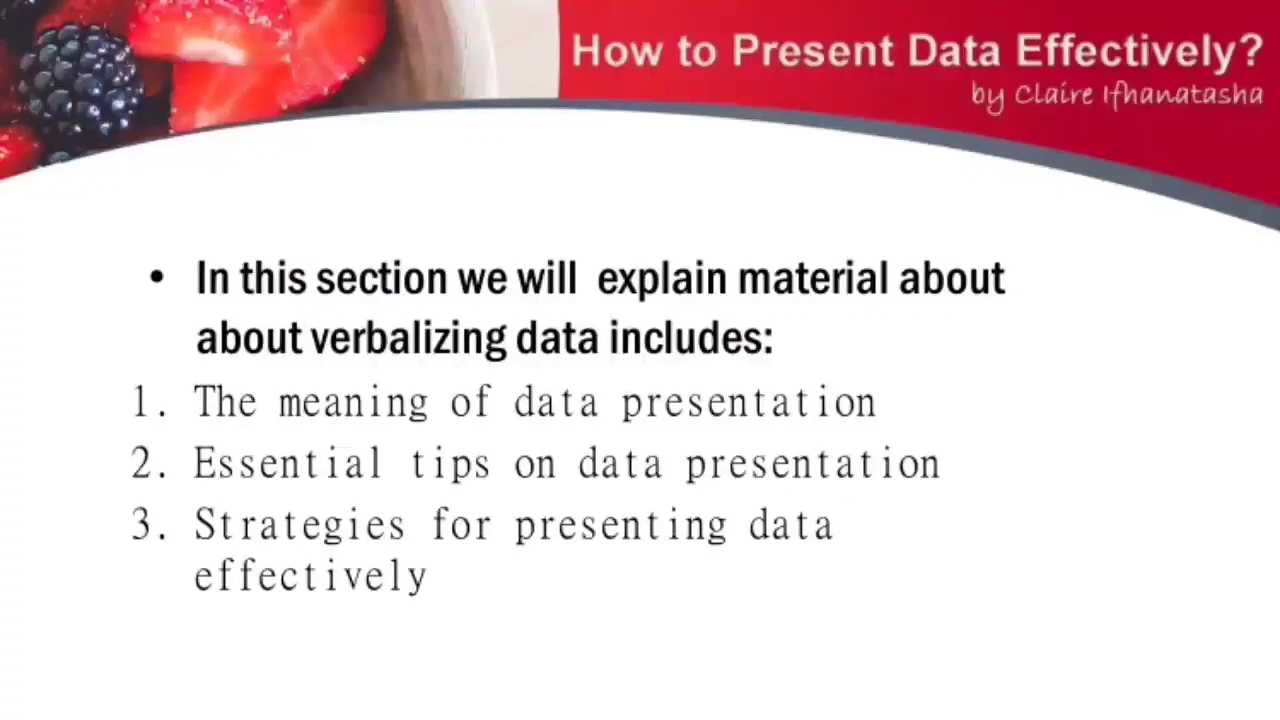 How to Present Data Effectively?
by Claire Ifhanatasha
• In this section we will explain material about
about verbalizing data includes:
1. The meaning of data presentation
2. Essential tips on data presentation
3. Strategies for presenting data
effectively